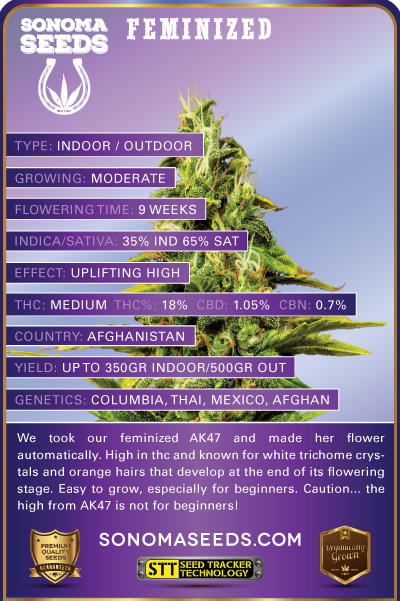 SONOMA
SEEDS
FEMINIZED
TYPE: INDOOR / OUTDOOR
GROWING: MODERATE
FLOWERING TIME: 9 WEEKS
INDICA/SATIVA: 35% IND 65% SAT
EFFECT: UPLIFTING HIGH
THC: MEDIUM THC%: 18% CBD: 1.05% CBN: 0.7%
COUNTRY: AFGHANISTAN
YIELD: UP TO 350GR INDOOR/500GR OUT
GENETICS: COLUMBIA, THAI, MEXICO, AFGHAN
We took our feminized AK47 and made her flower
automatically. High in thc and known for white trichome crys-
tals and orange hairs that develop at the end of its flowering
stage. Easy to grow, especially for beginners. Caution... the
high from AK47 is not for beginners!
PREMIUM
QUALITY
SEEDS
GUARANTEED
SONOMASEEDS.COM
STT SEED TRACKER
TECHNOLOGY
Organically
Grown